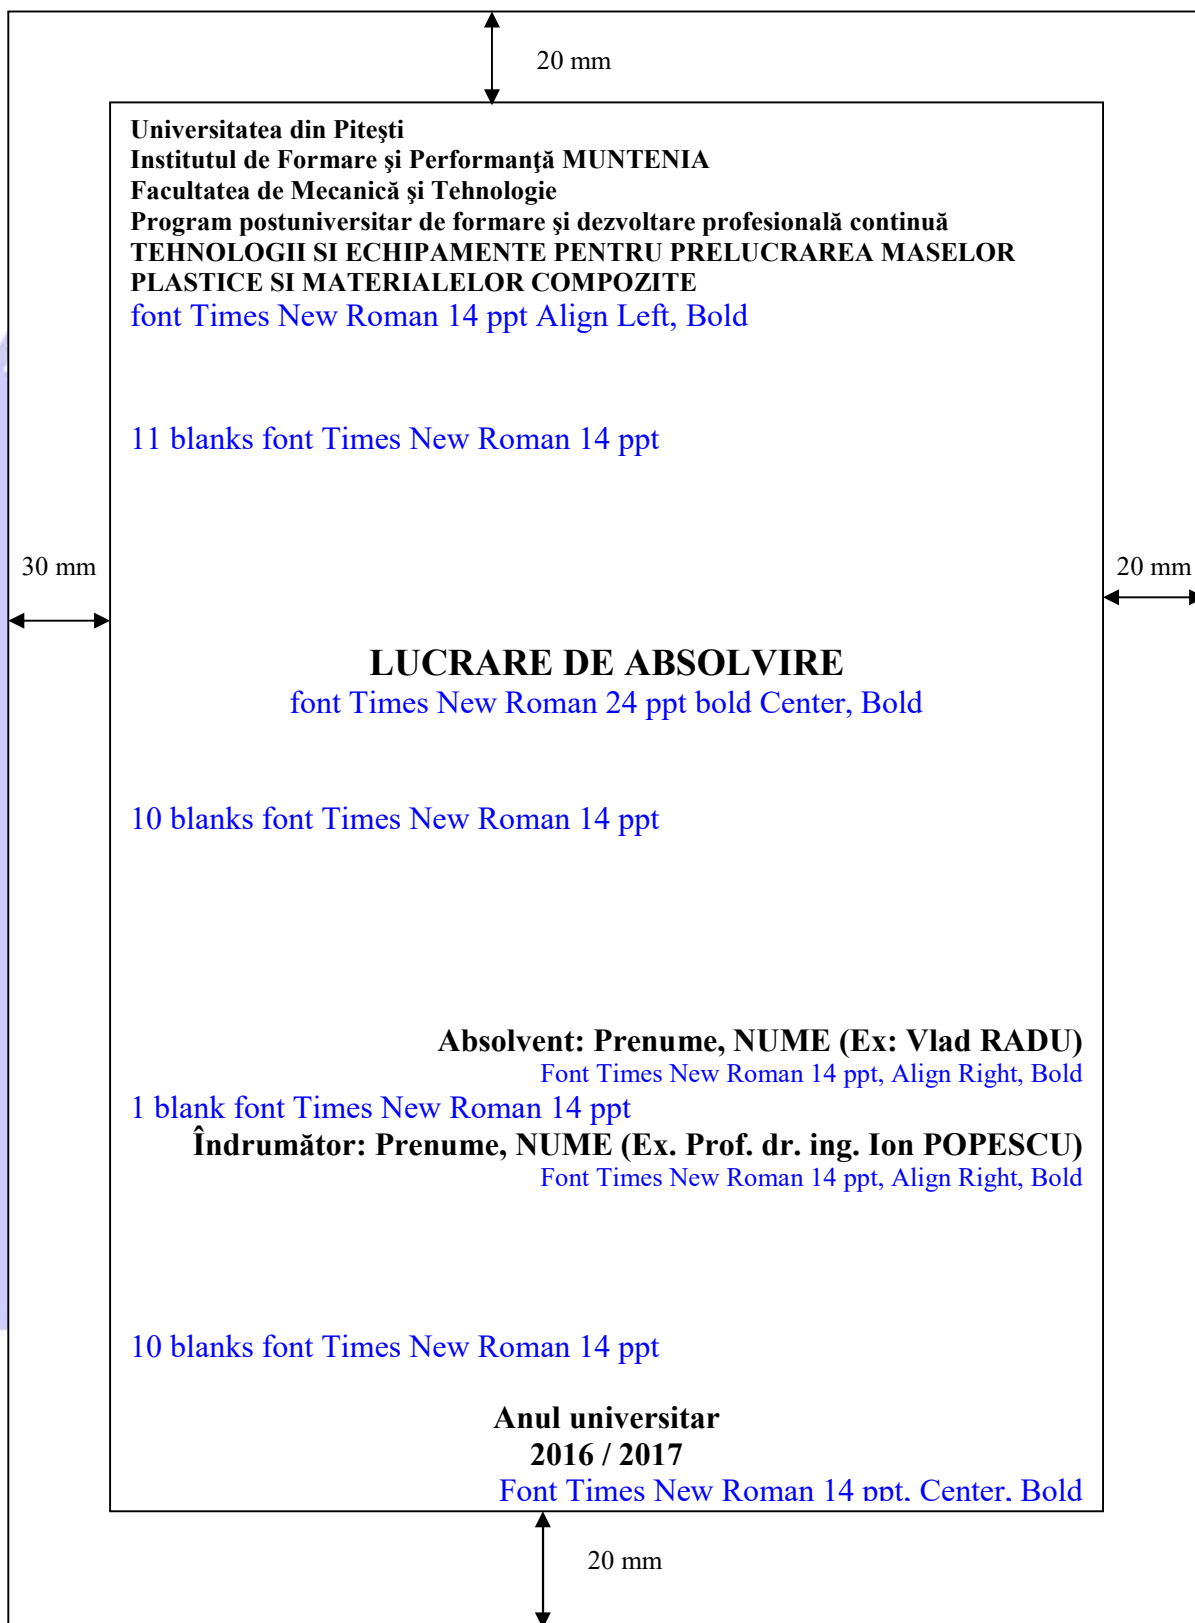 20 mm
Universitatea din Piteşti
Institutul de Formare şi Performanţă MUNTENIA
Facultatea de Mecanică şi Tehnologie
Program postuniversitar de formare şi dezvoltare profesională continuă
TEHNOLOGII SI ECHIPAMENTE PENTRU PRELUCRAREA MASELOR
PLASTICE SI MATERIALELOR COMPOZITE
font Times New Roman 14 ppt Align Left, Bold
11 blanks font Times New Roman 14 ppt
30 mm
20 mm
LUCRARE DE ABSOLVIRE
font Times New Roman 24 ppt bold Center, Bold
10 blanks font Times New Roman 14 ppt
Absolvent: Prenume, NUME (Ex: Vlad RADU)
Font Times New Roman 14 ppt, Align Right, Bold
1 blank font Times New Roman 14 ppt
Îndrumător: Prenume, NUME (Ex. Prof. dr. ing. Ion POPESCU)
Font Times New Roman 14 ppt, Align Right, Bold
10 blanks font Times New Roman 14 ppt
Anul universitar
2016 / 2017
Font Times New Roman 14 ppt, Center, Bold
20 mm